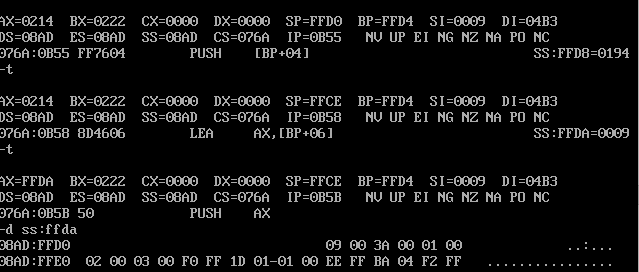 AX=0214 BX=0222 CX=0000 DX=0000 SP=FFD0 BP=FFD4 SI=0009 DI=04B3
DS=08AD ES=08AD SS=08AD CS=076A IP=0B55 NV UP EI NG NZ NA PO NC
076A:0B55 FF7604 PUSH [BP+04] SS:FFD8=0194
-t
AX=0214 BX=0222 CX=0000 DX=0000 SP=FFCE BP=FFD4 SI=0009 DI=04B3
DS=08AD ES=08AD SS=08AD CS=076A IP=0B58 NV UP EI NG NZ NA PO NC
076A:0B58 8D4606 LEA AX,[BP+06] SS:FFDA=0009
-t
AX=FFDA BX=0222 CX=0000 DX=0000 SP=FFCE BP=FFD4 SI=0009 DI=04B3
DS=08AD ES=08AD SS=08AD CS=076A IP=0B5B NV UP EI NG NZ NA PO NC
076A:0B5B 50 PUSH AX
-d ss:ffda
08AD:FFD0 09 00 3A 00 01 00 ..:...
08AD:FFE0 02 00 03 00 F0 FF 1D 01-01 00 EE FF BA 04 F2 FF ................